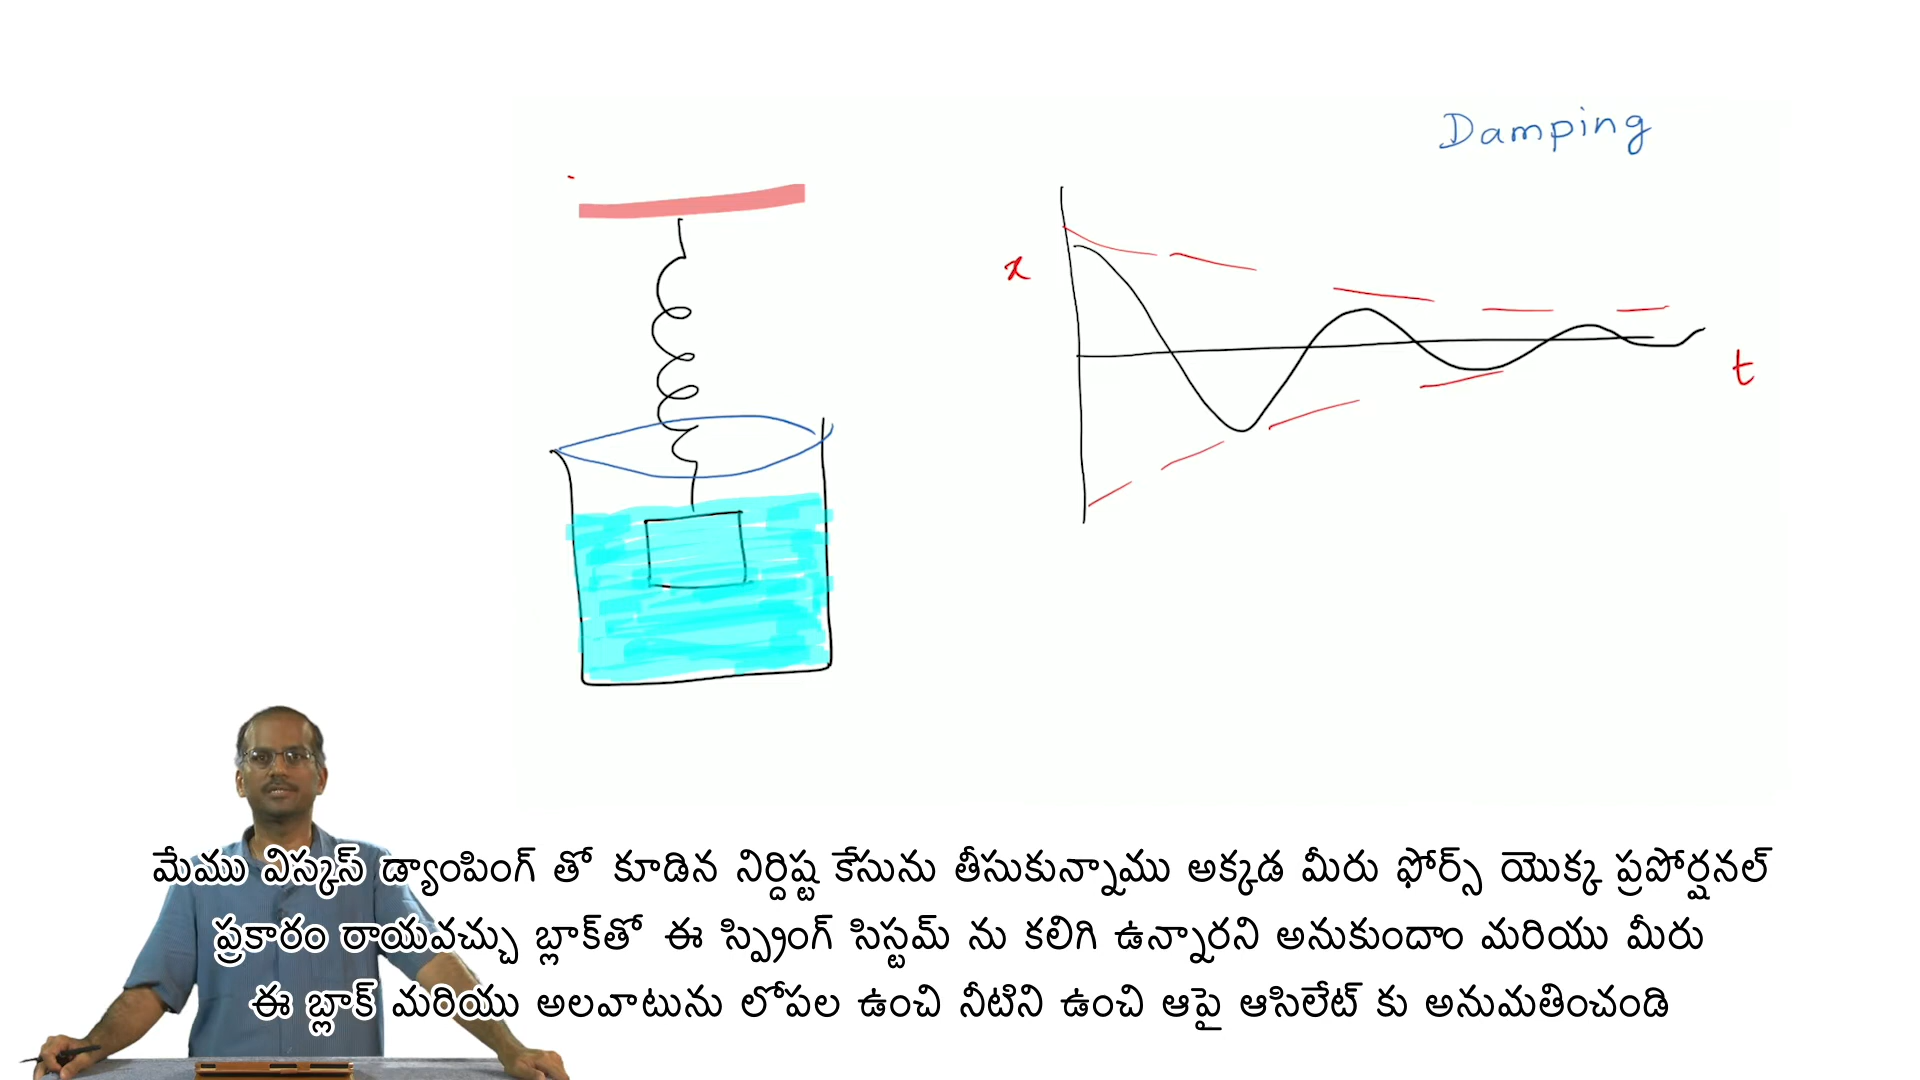 Damping
x
t
మేము విస్కస్ డ్యాంపింగ్ తో కూడిన నిర్దిష్ట కేసును తీసుకున్నాము అక్కడ మీరు ఫోర్స్ యొక్క ప్రపోర్షనల్
ప్రకారం రాయవచ్చు బ్లాక్‌తో ఈ స్ప్రింగ్ సిస్టమ్ ను కలిగి ఉన్నారని అనుకుందాం మరియు మీరు
ఈ బ్లాక్ మరియు అలవాటును లోపల ఉంచి నీటిని ఉంచి ఆపై ఆసిలేట్ కు అనుమతించండి